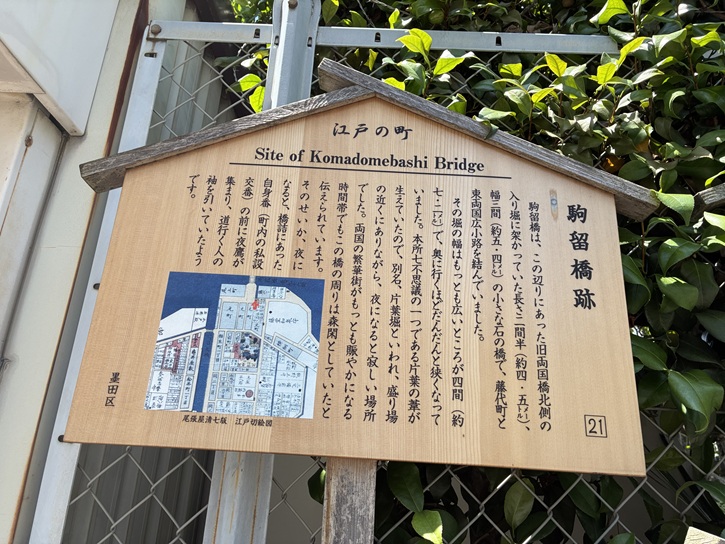 江戸の町
Site of Komadomebashi Bridge
駒留橋跡
駒留橋は、この辺りにあった旧両国橋北側の
入り堀に架かっていた長さ二間半（約四・五㍍）、
幅三間（約五・四㍍）の小さな石の橋で、藤代町と
東両国広小路を結んでいました。
その堀の幅はもっとも広いところが四間（約
七・二㍍）で、奥に行くほどだんだんと狭くなって
いました。本所七不思議の一つである片葉の葦が
生えていたので、別名、片葉堀といわれ、盛り場
の近くにありながら、夜になると寂しい場所
でした。両国の繁華街がもっとも賑やかになる
時間帯でもこの橋の周りは森閑としていたと
伝えられています。
そのせいか、夜に
なると、橋詰にあった
自身番（町内の私設
交番）の前に夜鷹が
集まり、道行く人の
袖を引いていたよう
です。
尾張屋清七版　江戸切絵図
墨田区
21